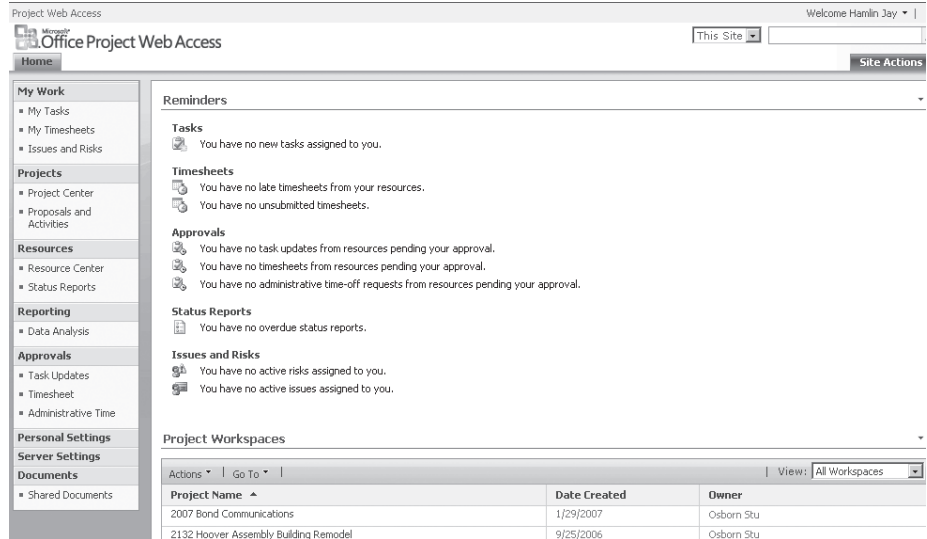 Project Web Access
Welcome Hamlin Jay
Microsoft
Office Project Web Access
This Site
Home
Site Actions
My Work
My Tasks
My Timesheets
Issues and Risks
Projects
Project Center
Proposals and
Activities
Resources
Resource Center
Status Reports
Reporting
Data Analysis
Approvals
Task Updates
Timesheet
Administrative Time
Personal Settings
Server Settings
Documents
Shared Documents
Reminders
Tasks
You have no new tasks assigned to you.
Timesheets
You have no late timesheets from your resources.
You have no unsubmitted timesheets.
Approvals
You have no task updates from resources pending your approval.
You have no timesheets from resources pending your approval.
You have no administrative time-off requests from resources pending your approval.
Status Reports
You have no overdue status reports.
Issues and Risks
You have no active risks assigned to you.
You have no active issues assigned to you.
Project Workspaces
Actions | Go To | | View: All Workspaces
Project Name Date Created Owner
2007 Bond Communications 1/29/2007 Osborn Stu
2132 Hoover Assembly Building Remodel 9/25/2006 Osborn Stu